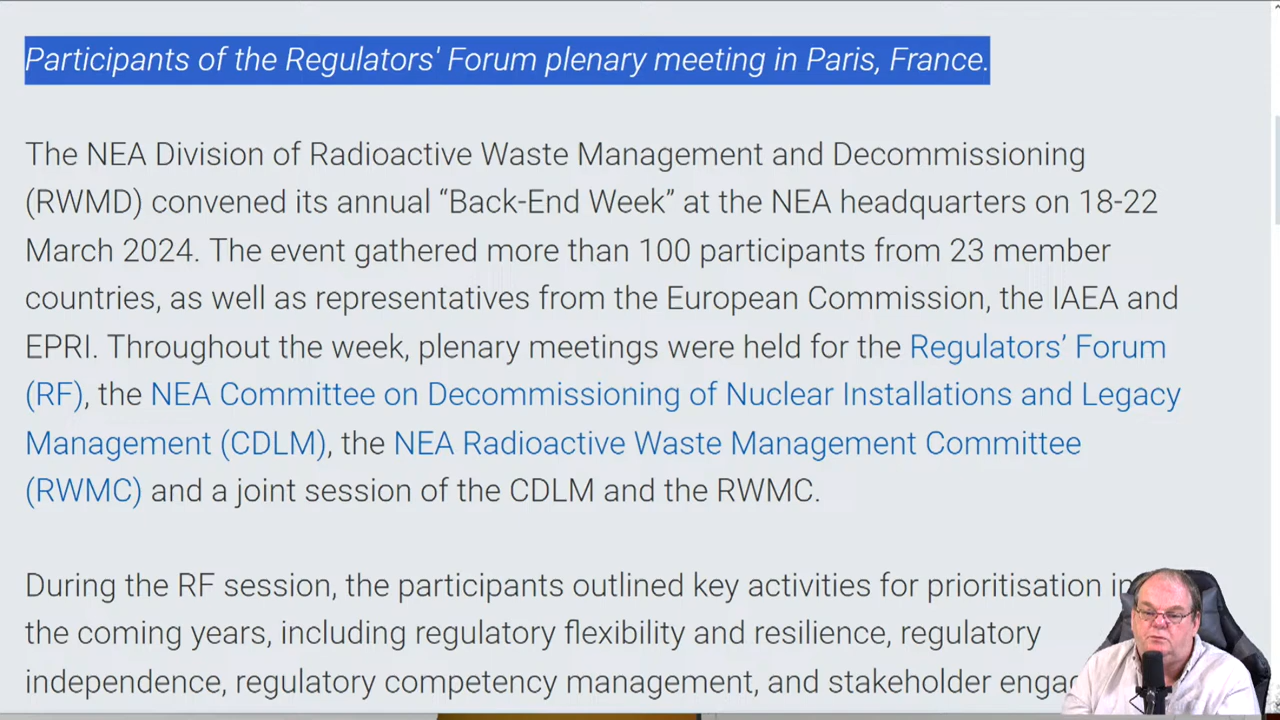 Participants of the Regulators' Forum plenary meeting in Paris, France.
The NEA Division of Radioactive Waste Management and Decommissioning
(RWMD) convened its annual “Back-End Week” at the NEA headquarters on 18-22
March 2024. The event gathered more than 100 participants from 23 member
countries, as well as representatives from the European Commission, the IAEA and
EPRI. Throughout the week, plenary meetings were held for the Regulators’ Forum
(RF), the NEA Committee on Decommissioning of Nuclear Installations and Legacy
Management (CDLM), the NEA Radioactive Waste Management Committee
(RWMC) and a joint session of the CDLM and the RWMC.
During the RF session, the participants outlined key activities for prioritisation in
the coming years, including regulatory flexibility and resilience, regulatory
independence, regulatory competency management, and stakeholder